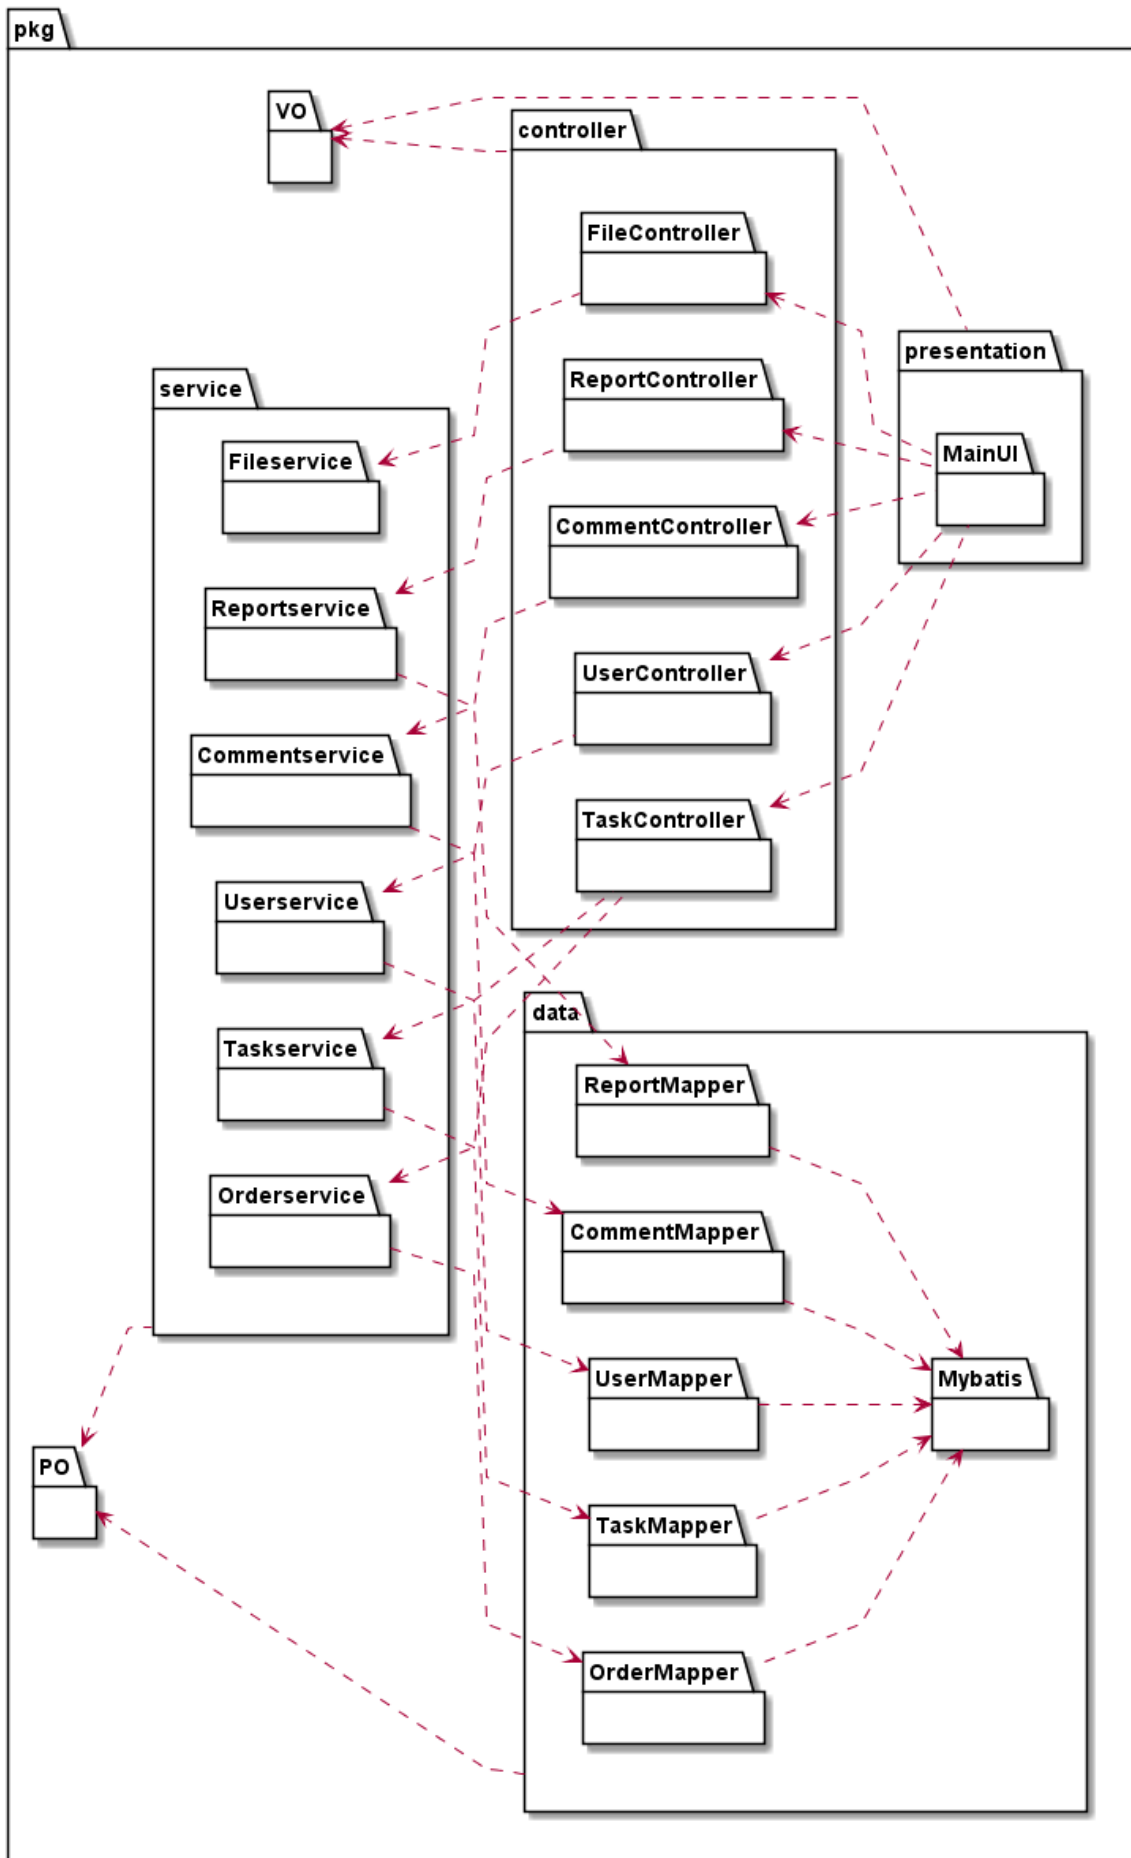 pkg
VO
controller
FileController
ReportController
CommentController
UserController
TaskController
presentation
MainUI
service
Fileservice
Reportservice
Commentservice
Userservice
Taskservice
Orderservice
data
ReportMapper
CommentMapper
UserMapper
TaskMapper
OrderMapper
Mybatis
PO